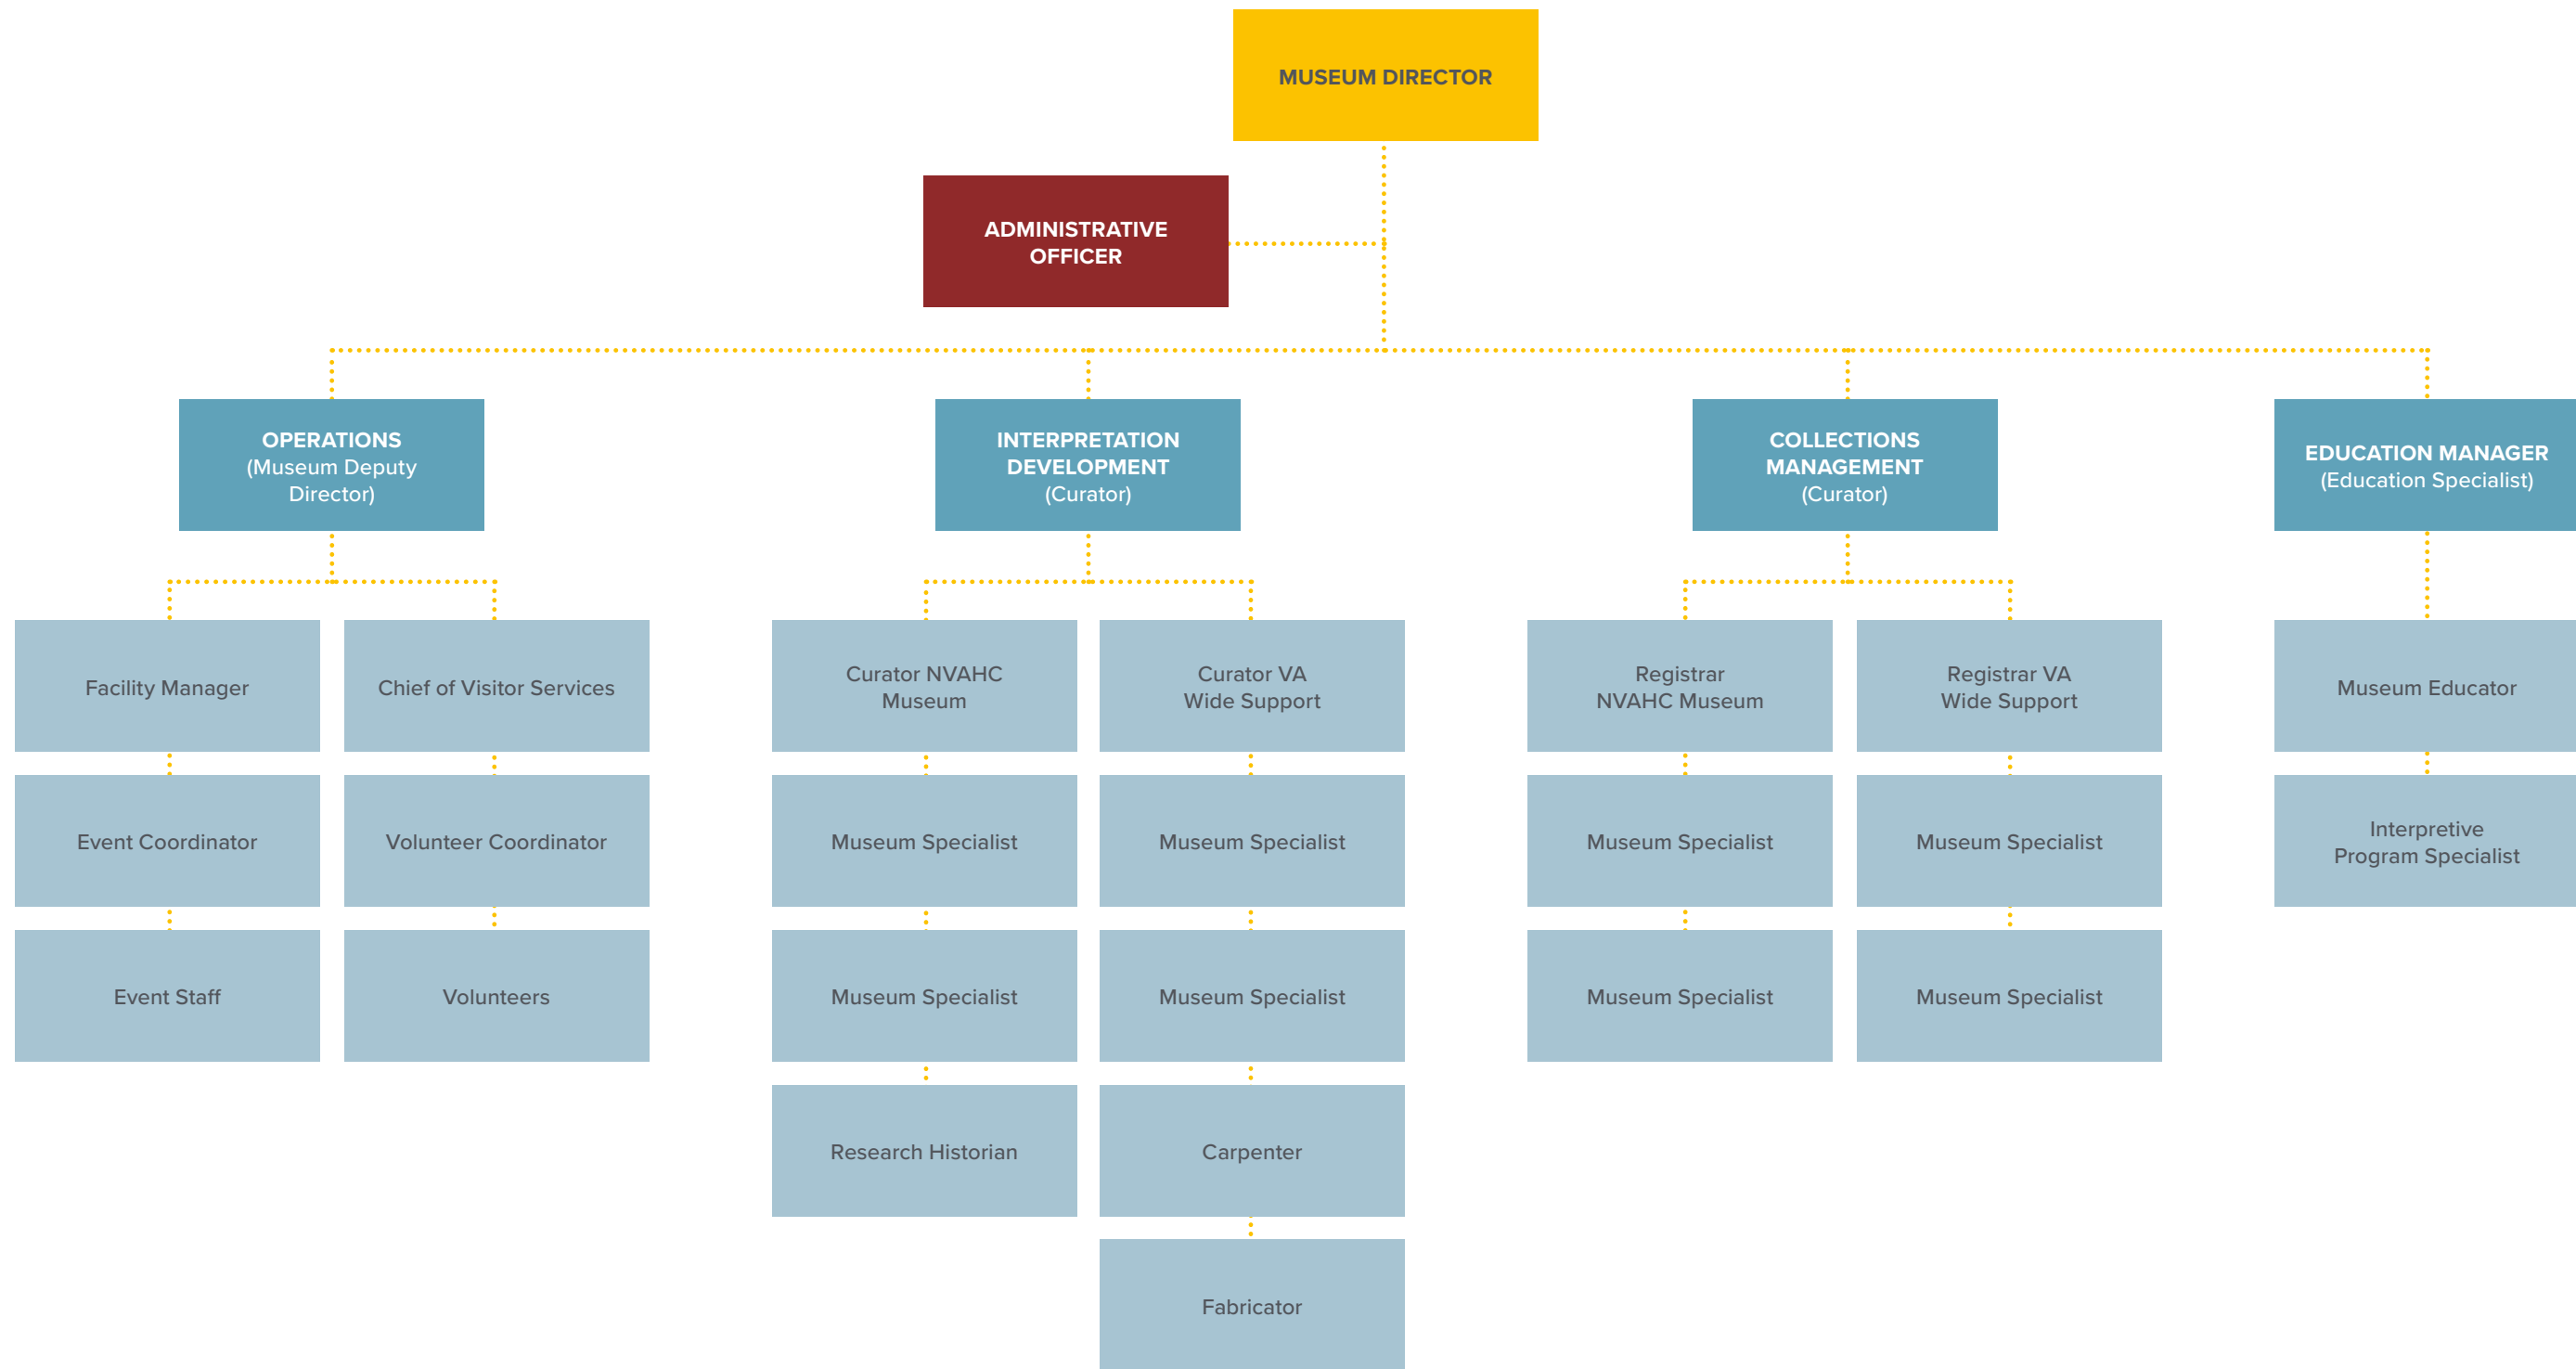 MUSEUM DIRECTOR
ADMINISTRATIVE
OFFICER
OPERATIONS
(Museum Deputy
Director)
INTERPRETATION
DEVELOPMENT
(Curator)
COLLECTIONS
MANAGEMENT
(Curator)
EDUCATION MANAGER
(Education Specialist)
Facility Manager
Chief of Visitor Services
Curator NVAHC
Museum
Curator VA
Wide Support
Registrar
NVAHC Museum
Registrar VA
Wide Support
Museum Educator
Event Coordinator
Volunteer Coordinator
Museum Specialist
Museum Specialist
Museum Specialist
Museum Specialist
Interpretive
Program Specialist
Event Staff
Volunteers
Museum Specialist
Museum Specialist
Museum Specialist
Museum Specialist
Research Historian
Carpenter
Fabricator